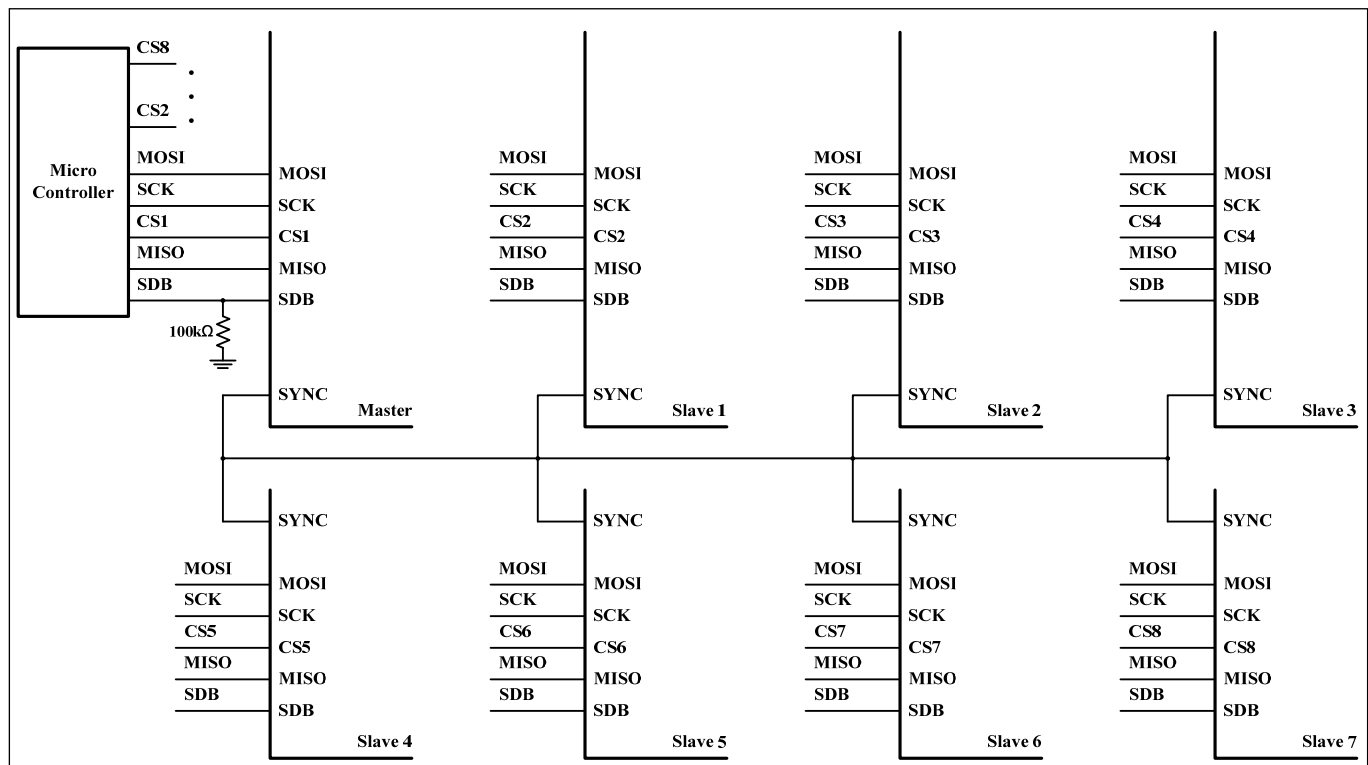 CS8
CS2
Micro
Controller
MOSI
SCK
CS1
MISO
SDB
100kΩ
MOSI
SCK
CS1
MISO
SDB
SYNC
Master
MOSI
SCK
CS2
MISO
SDB
MOSI
SCK
CS2
MISO
SDB
SYNC
Slave 1
MOSI
SCK
CS3
MISO
SDB
MOSI
SCK
CS3
MISO
SDB
SYNC
Slave 2
MOSI
SCK
CS4
MISO
SDB
MOSI
SCK
CS4
MISO
SDB
SYNC
Slave 3
SYNC
MOSI
SCK
CS5
MISO
SDB
MOSI
SCK
CS5
MISO
SDB
Slave 4
SYNC
MOSI
SCK
CS6
MISO
SDB
MOSI
SCK
CS6
MISO
SDB
Slave 5
SYNC
MOSI
SCK
CS7
MISO
SDB
MOSI
SCK
CS7
MISO
SDB
Slave 6
SYNC
MOSI
SCK
CS8
MISO
SDB
MOSI
SCK
CS8
MISO
SDB
Slave 7